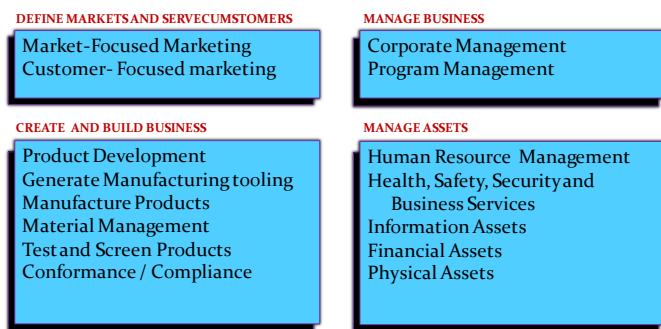 DEFINE MARKETS AND SERVECUMSTOMERS
Market-Focused Marketing
Customer- Focused marketing
MANAGE BUSINESS
Corporate Management
Program Management
CREATE AND BUILD BUSINESS
Product Development
Generate Manufacturing tooling
Manufacture Products
Material Management
Test and Screen Products
Conformance / Compliance
MANAGE ASSETS
Human Resource Management
Health, Safety, Security and
Business Services
Information Assets
Financial Assets
Physical Assets